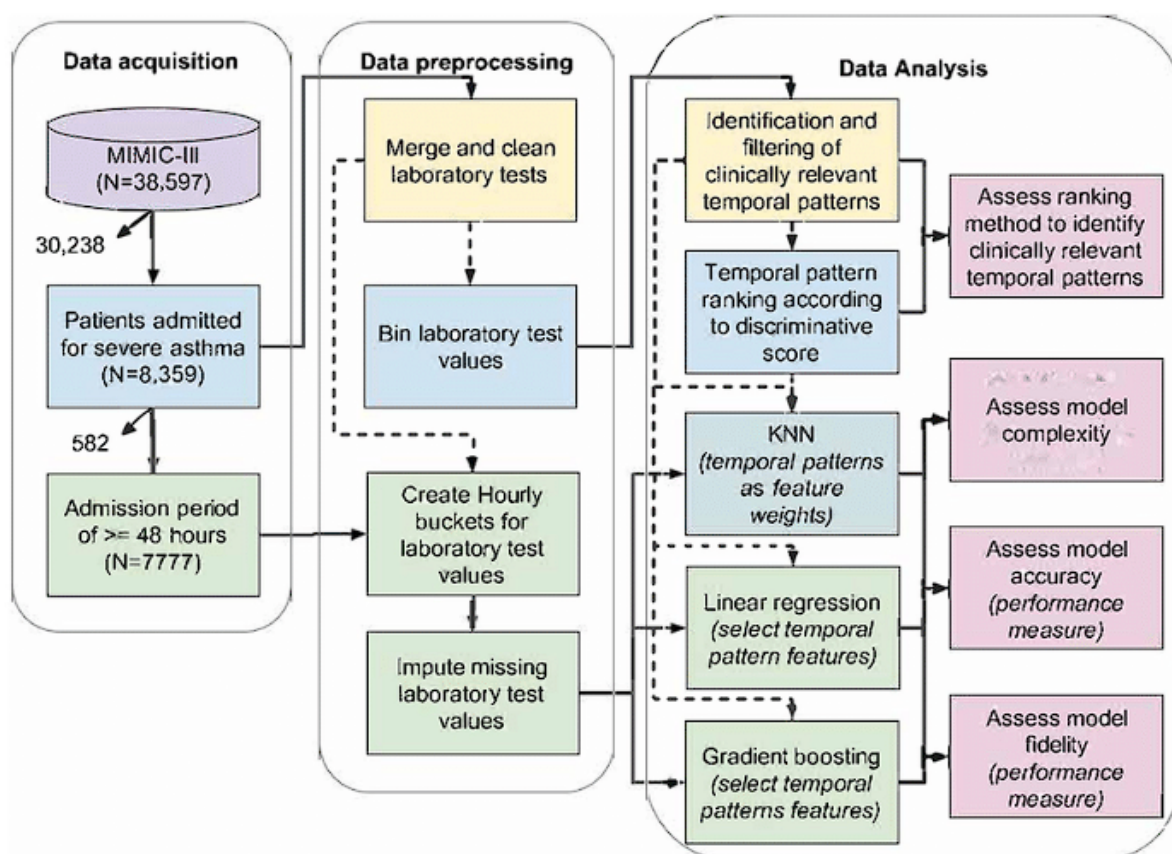 Data acquisition
MIMIC-III
(N=38,597)
30,238
Patients admitted
for severe asthma
(N=8,359)
582
Admission period
of >= 48 hours
(N=7777)
Data preprocessing
Merge and clean
laboratory tests
Bin laboratory test
values
Create Hourly
buckets for
laboratory test
values
Impute missing
laboratory test
values
Data Analysis
Identification and
filtering of
clinically relevant
temporal patterns
Temporal pattern
ranking according
to discriminative
score
KNN
(temporal patterns
as feature
weights)
Linear regression
(select temporal
pattern features)
Gradient boosting
(select temporal
patterns features)
Assess ranking
method to identify
clinically relevant
temporal patterns
Assess model
complexity
Assess model
accuracy
(performance
measure)
Assess model
fidelity
(performance
measure)